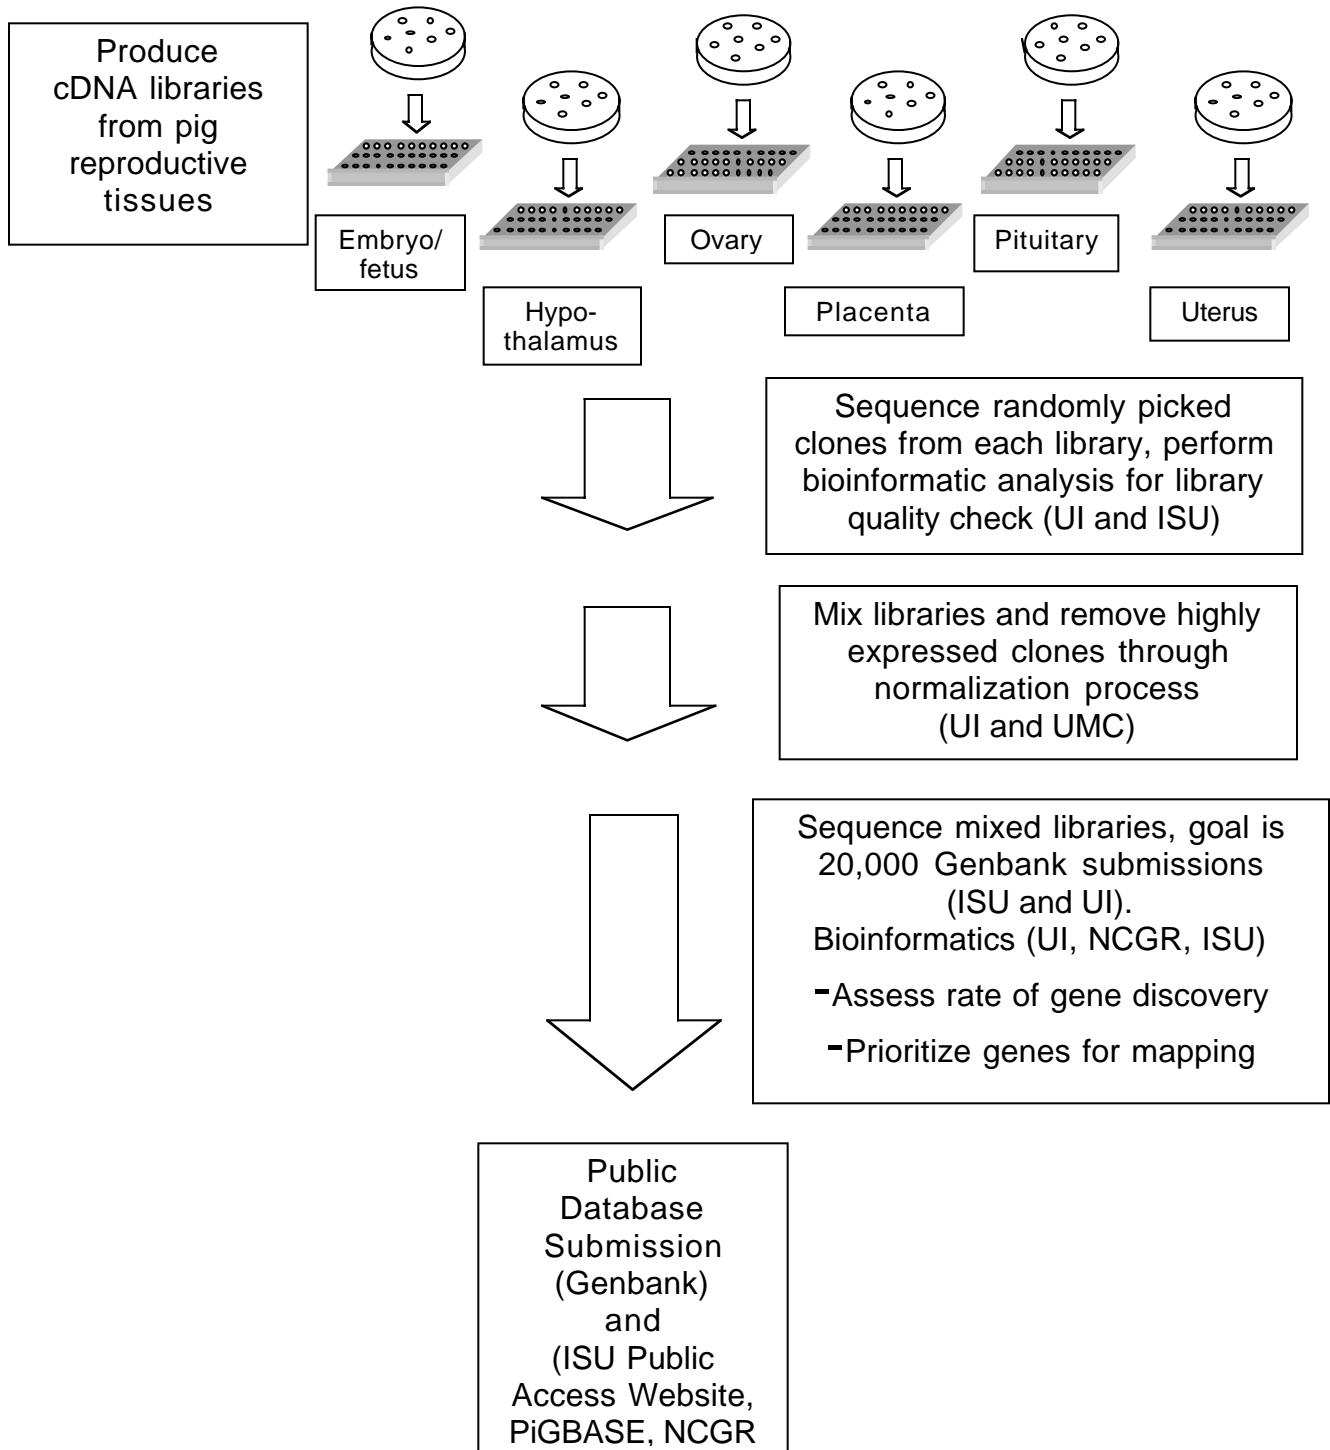 Produce
cDNA libraries
from pig
reproductive
tissues
Embryo/
fetus
Hypo-
thalamus
Ovary
Placenta
Pituitary
Uterus
Sequence randomly picked
clones from each library, perform
bioinformatic analysis for library
quality check (UI and ISU)
Mix libraries and remove highly
expressed clones through
normalization process
(UI and UMC)
Sequence mixed libraries, goal is
20,000 Genbank submissions
(ISU and UI).
Bioinformatics (UI, NCGR, ISU)
-Assess rate of gene discovery
-Prioritize genes for mapping
Public
Database
Submission
(Genbank)
and
(ISU Public
Access Website,
PiGBASE, NCGR